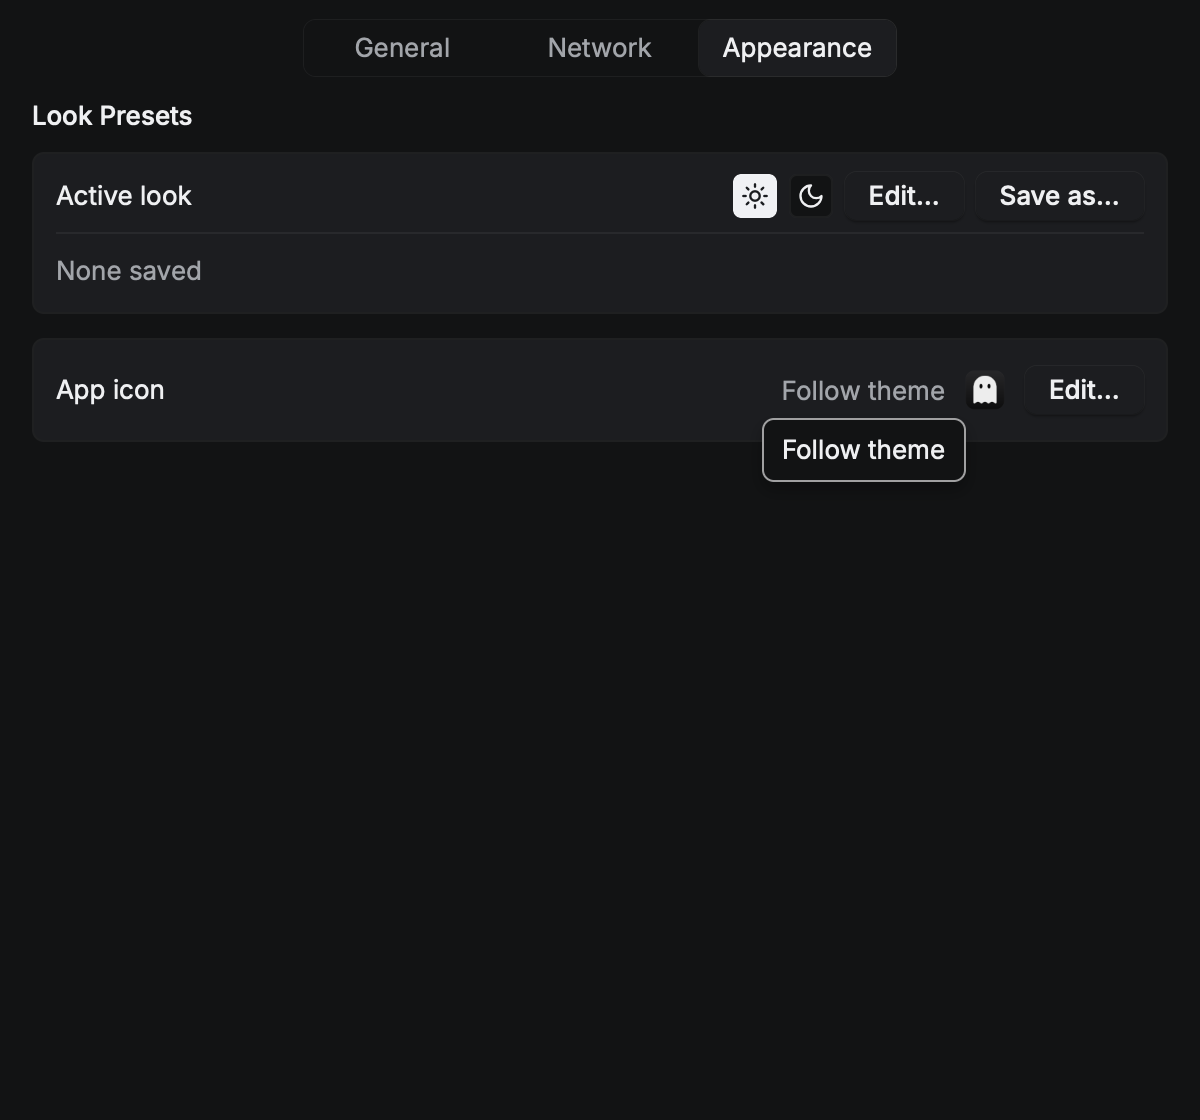 General Network Appearance
Look Presets
Active look Edit... Save as...
None saved
App icon Follow theme Edit...
Follow theme